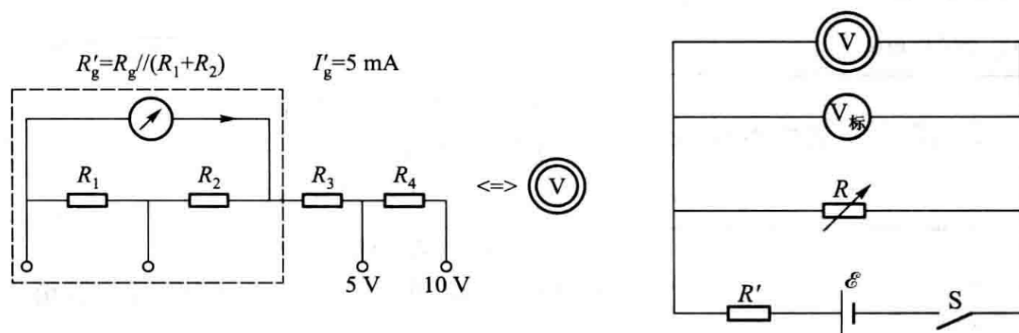 R′g=Rg//(R1+R2)
I′g=5 mA
R1
R2
R3
R4
<=>
V
5 V
10 V
V
V标
R
R′
ℰ
S